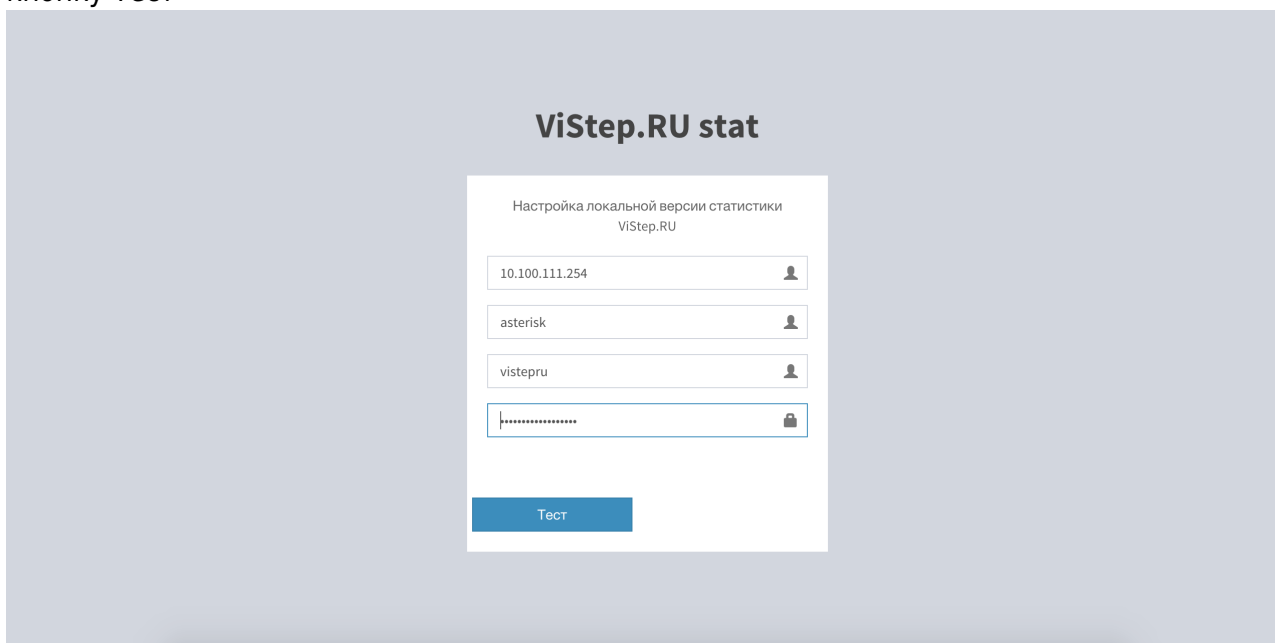 ViStep.RU stat
Настройка локальной версии статистики
ViStep.RU
10.100.111.254
asterisk
vistepru
••••••••••••••••••
Тест